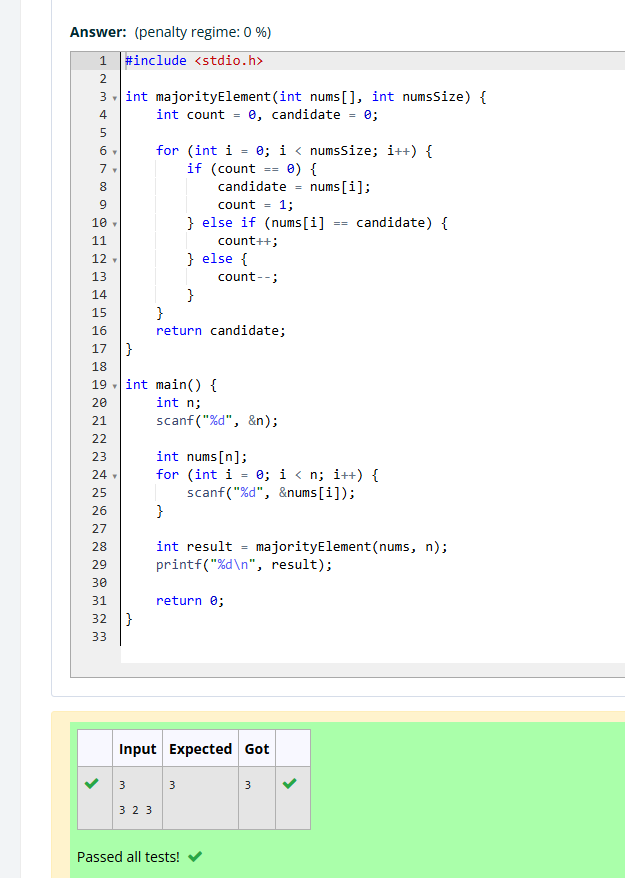 Answer: (penalty regime: 0 %)
1 #include <stdio.h>
2
3 int majorityElement(int nums[], int numsSize) {
4     int count = 0, candidate = 0;
5
6     for (int i = 0; i < numsSize; i++) {
7         if (count == 0) {
8             candidate = nums[i];
9             count = 1;
10         } else if (nums[i] == candidate) {
11             count++;
12         } else {
13             count--;
14         }
15     }
16     return candidate;
17 }
18
19 int main() {
20     int n;
21     scanf("%d", &n);
22
23     int nums[n];
24     for (int i = 0; i < n; i++) {
25         scanf("%d", &nums[i]);
26     }
27
28     int result = majorityElement(nums, n);
29     printf("%d\n", result);
30
31     return 0;
32 }
33
Input Expected Got
3 3 3
3 2 3
Passed all tests!